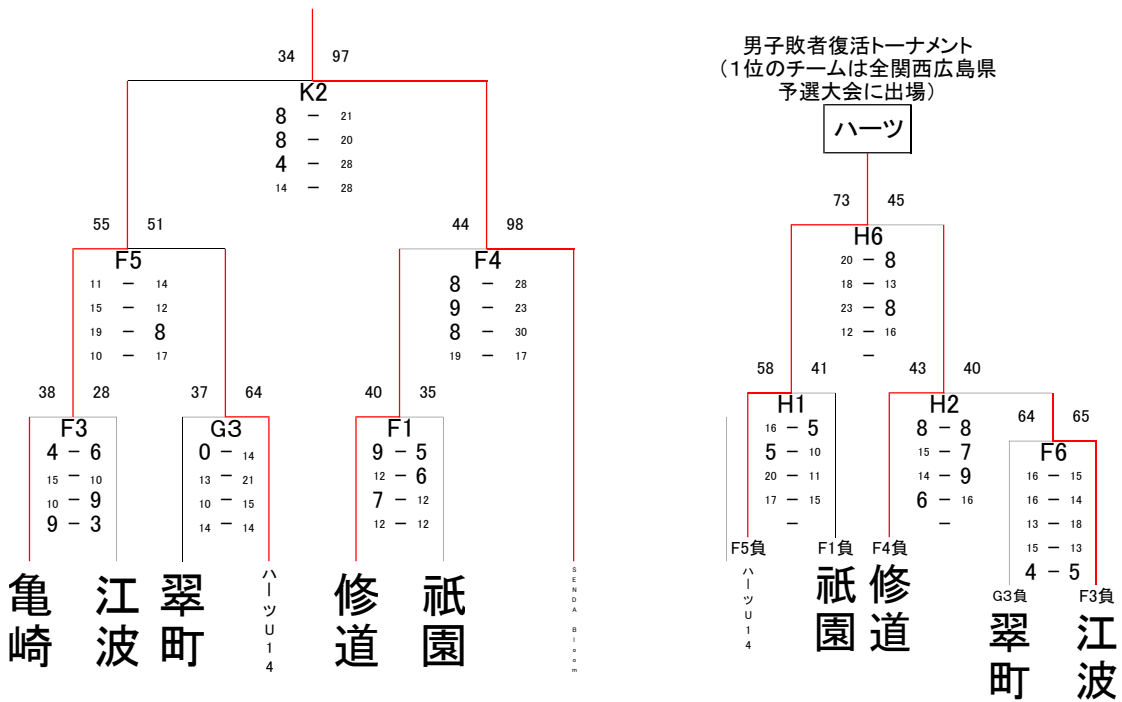 34 97
K2
8 － 21
8 － 20
4 － 28
14 － 28
55 51
F5
11 － 14
15 － 12
19 － 8
10 － 17
44 98
F4
8 － 28
9 － 23
8 － 30
19 － 17
38 28
F3
4 － 6
15 － 10
10 － 9
9 － 3
37 64
G3
0 － 14
13 － 21
10 － 15
14 － 14
40 35
F1
9 － 5
12 － 6
7 － 12
12 － 12
亀崎
江波
翠町
ハーツU14
修道
祇園
SENDA Bloom
男子敗者復活トーナメント
（１位のチームは全関西広島県
予選大会に出場）
ハーツ
73 45
H6
20 － 8
18 － 13
23 － 8
12 － 16
－
58 41
H1
16 － 5
5 － 10
20 － 11
17 － 15
－
43 40
H2
8 － 8
15 － 7
14 － 9
6 － 16
－
64 65
F6
16 － 15
16 － 14
13 － 18
15 － 13
4 － 5
F5負
ハーツU14
F1負
祇園
F4負
修道
G3負
翠町
F3負
江波